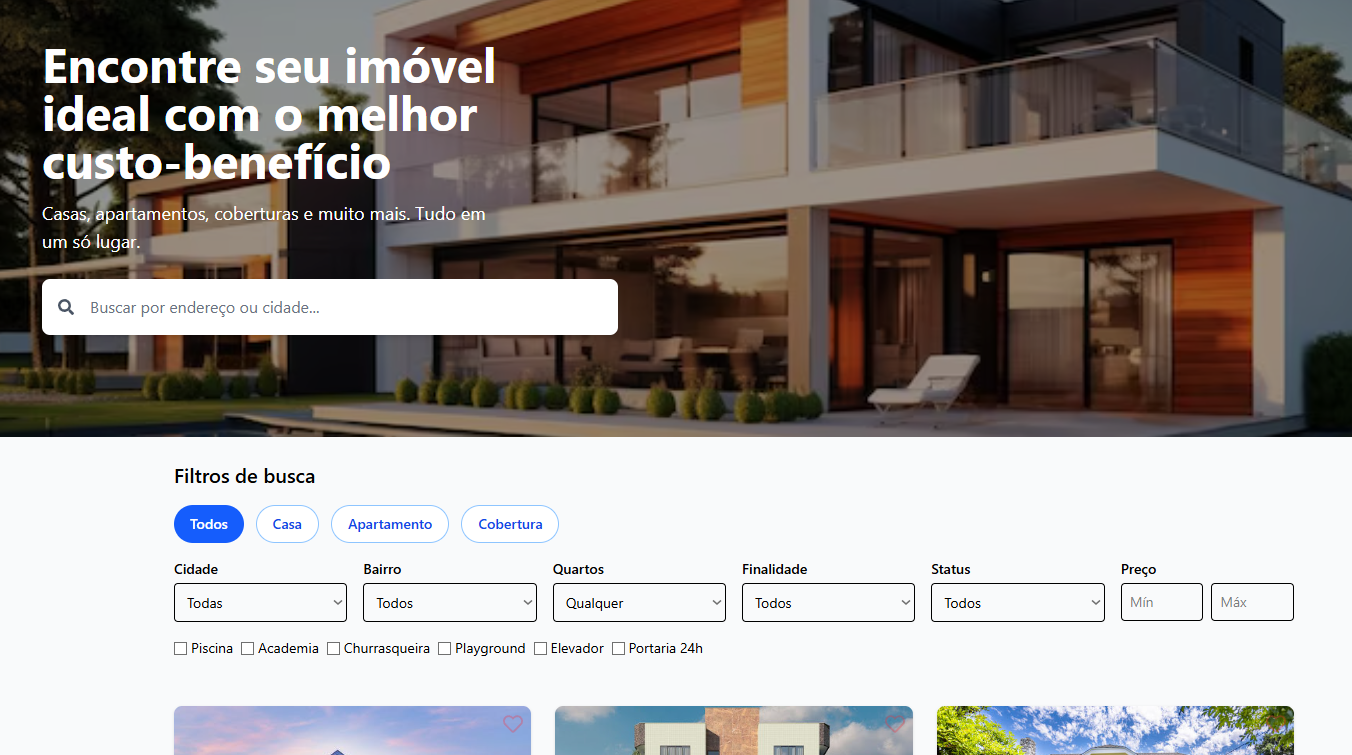 Encontre seu imóvel
ideal com o melhor
custo-benefício
Casas, apartamentos, coberturas e muito mais. Tudo em
um só lugar.
Buscar por endereço ou cidade...
Filtros de busca
Todos Casa Apartamento Cobertura
Cidade Bairro Quartos Finalidade Status Preço
Todas Todos Qualquer Todos Todos Mín Máx
Piscina Academia Churrasqueira Playground Elevador Portaria 24h